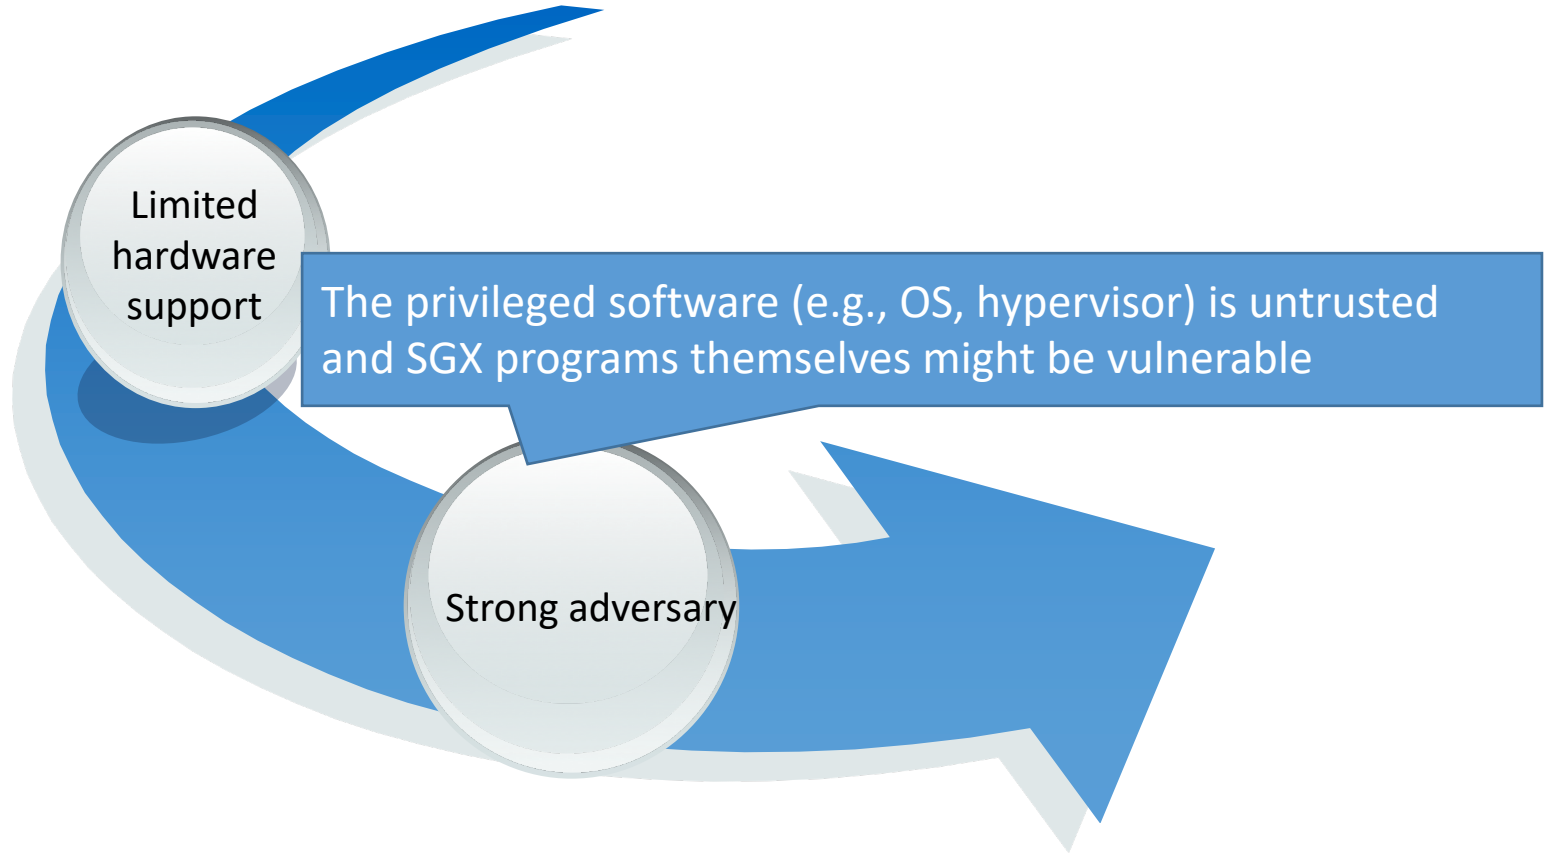 Limited
hardware
support
The privileged software (e.g., OS, hypervisor) is untrusted
and SGX programs themselves might be vulnerable
Strong adversary